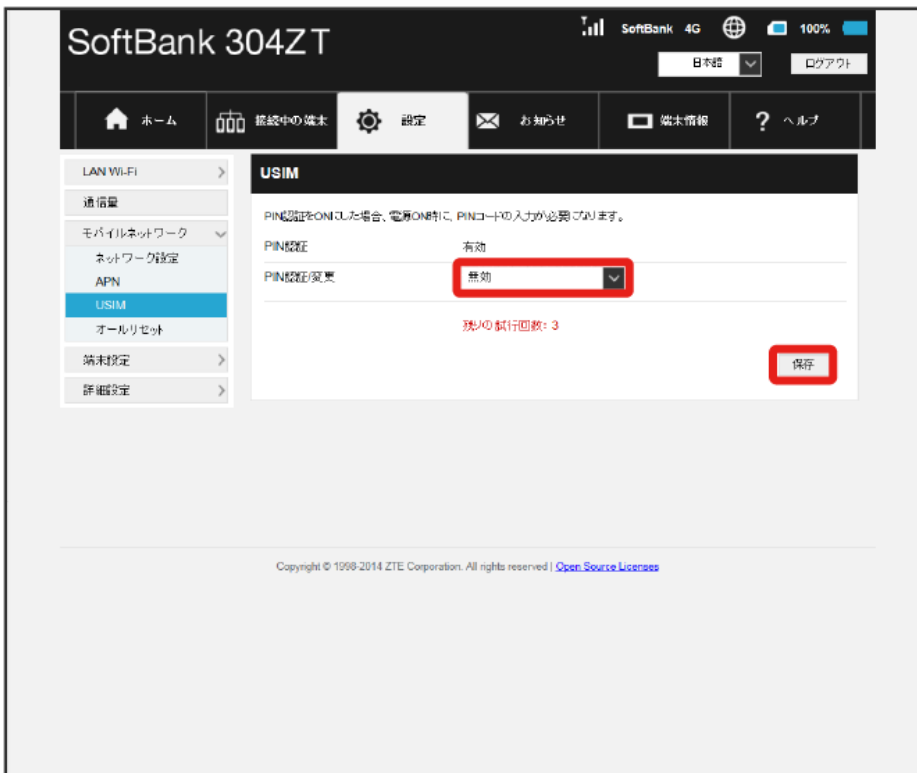 SoftBank 304ZT
SoftBank 4G 100%
日本語
ログアウト
ホーム
接続中の端末
設定
お知らせ
端末情報
? ヘルプ
LAN Wi-Fi
通信量
モバイルネットワーク
ネットワーク設定
APN
USIM
オールリセット
端末設定
詳細設定
USIM
PIN認証をONにした場合、電源ON時に、PINコードの入力が必要になります。
PIN認証 有効
PIN認証/変更 無効
残りの試行回数: 3
保存
Copyright © 1998-2014 ZTE Corporation. All rights reserved | Open Source Licenses